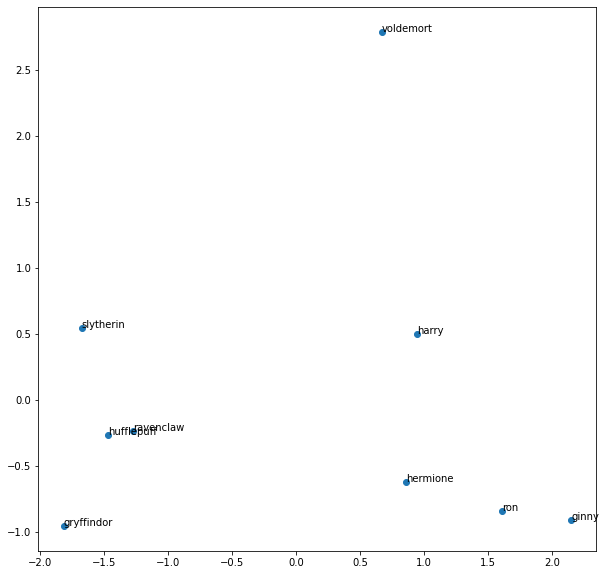 voldemort
2.5
2.0
1.5
1.0
slytherin
0.5
harry
0.0
ravenclaw
hufflepuff
−0.5
hermione
ron
ginny
gryffindor
−1.0
−2.0 −1.5 −1.0 −0.5 0.0 0.5 1.0 1.5 2.0